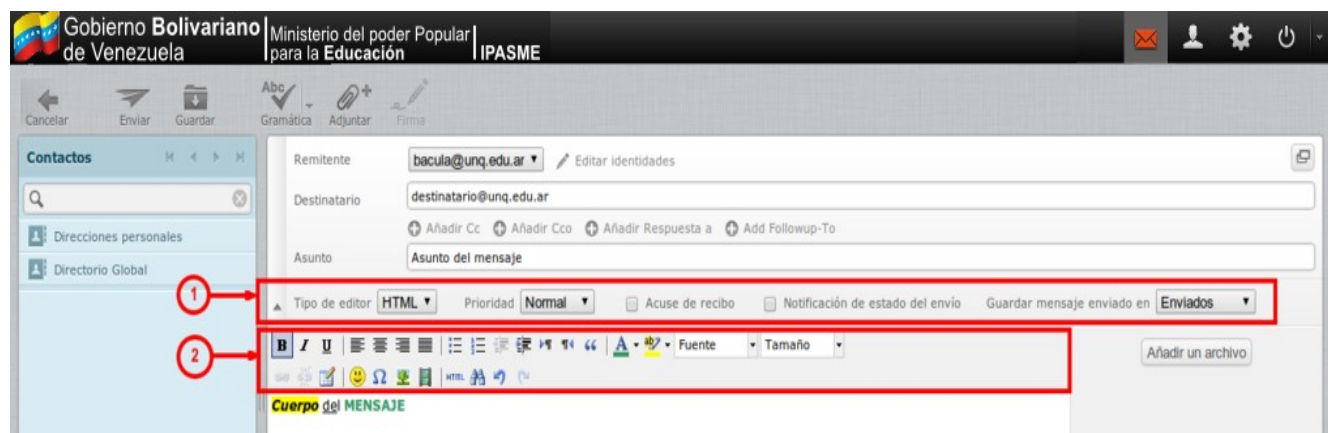 Gobierno Bolivariano
de Venezuela
Ministerio del poder Popular
para la Educación
IPASME
Abc
Cancelar Enviar Guardar Gramática Adjuntar Firma
Contactos
Remitente bacula@unq.edu.ar Editar identidades
Destinatario destinatario@unq.edu.ar
Añadir Cc Añadir Cco Añadir Respuesta a Add Followup-To
Direcciones personales
Asunto Asunto del mensaje
Directorio Global
1
Tipo de editor HTML Prioridad Normal Acuse de recibo Notificación de estado del envío Guardar mensaje enviado en Enviados
2
B I U A ab Fuente Tamaño
Añadir un archivo
Ω HTML
Cuerpo del MENSAJE